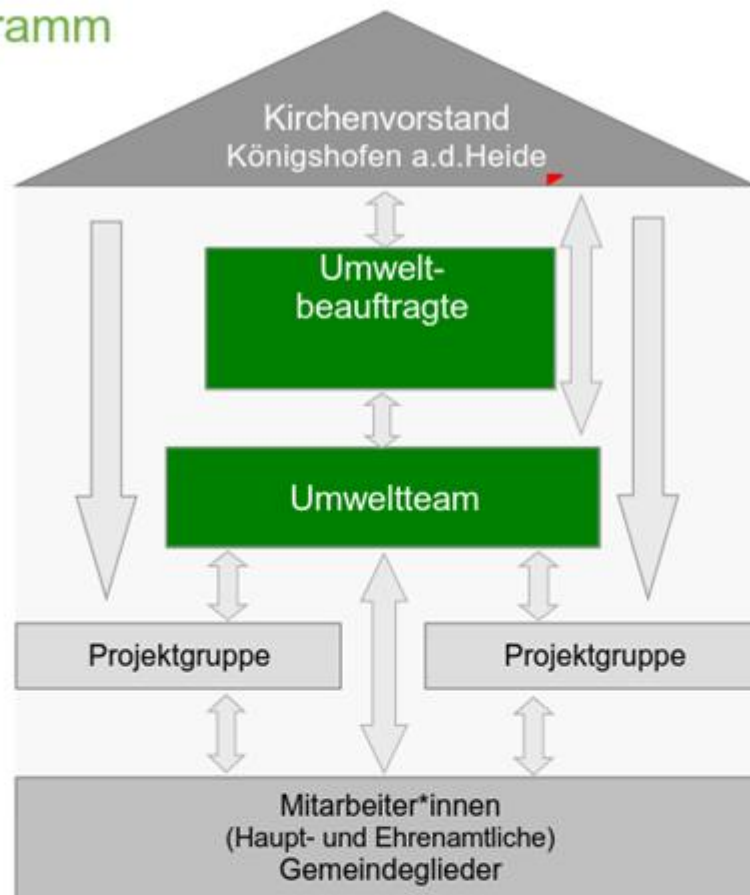 ramm
Kirchenvorstand
Königshofen a.d.Heide
Umwelt-
beauftragte
Umweltteam
Projektgruppe
Projektgruppe
Mitarbeiter*innen
(Haupt- und Ehrenamtliche)
Gemeindeglieder